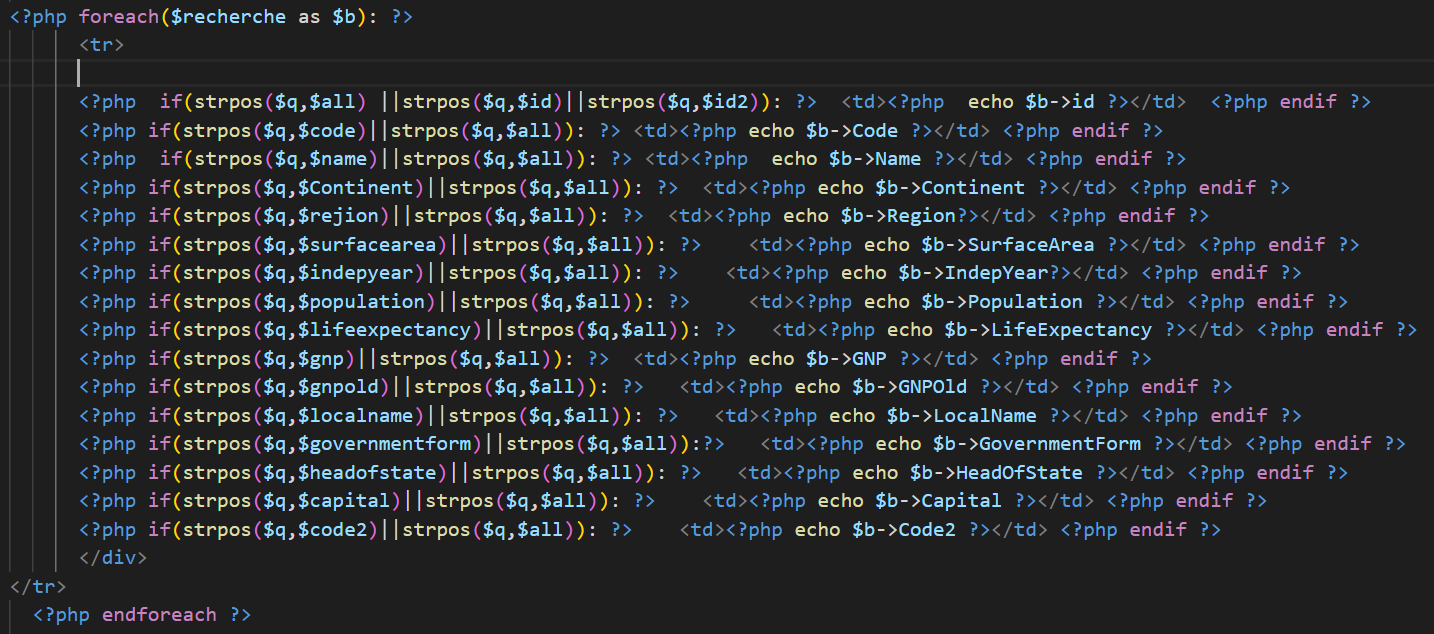 <?php foreach($recherche as $b): ?>
<tr>
<?php  if(strpos($q,$all) ||strpos($q,$id)||strpos($q,$id2)): ?>  <td><?php  echo $b->id ?></td>  <?php endif ?>
<?php if(strpos($q,$code)||strpos($q,$all)): ?> <td><?php echo $b->Code ?></td> <?php endif ?>
<?php  if(strpos($q,$name)||strpos($q,$all)): ?> <td><?php  echo $b->Name ?></td> <?php endif ?>
<?php if(strpos($q,$Continent)||strpos($q,$all)): ?>  <td><?php echo $b->Continent ?></td> <?php endif ?>
<?php if(strpos($q,$rejion)||strpos($q,$all)): ?>  <td><?php echo $b->Region?></td> <?php endif ?>
<?php if(strpos($q,$surfacearea)||strpos($q,$all)): ?>    <td><?php echo $b->SurfaceArea ?></td> <?php endif ?>
<?php if(strpos($q,$indepyear)||strpos($q,$all)): ?>    <td><?php echo $b->IndepYear?></td> <?php endif ?>
<?php if(strpos($q,$population)||strpos($q,$all)): ?>     <td><?php echo $b->Population ?></td> <?php endif ?>
<?php if(strpos($q,$lifeexpectancy)||strpos($q,$all)): ?>   <td><?php echo $b->LifeExpectancy ?></td> <?php endif ?>
<?php if(strpos($q,$gnp)||strpos($q,$all)): ?>  <td><?php echo $b->GNP ?></td> <?php endif ?>
<?php if(strpos($q,$gnpold)||strpos($q,$all)): ?>   <td><?php echo $b->GNPOld ?></td> <?php endif ?>
<?php if(strpos($q,$localname)||strpos($q,$all)): ?>   <td><?php echo $b->LocalName ?></td> <?php endif ?>
<?php if(strpos($q,$governmentform)||strpos($q,$all)):?>   <td><?php echo $b->GovernmentForm ?></td> <?php endif ?>
<?php if(strpos($q,$headofstate)||strpos($q,$all)): ?>   <td><?php echo $b->HeadOfState ?></td> <?php endif ?>
<?php if(strpos($q,$capital)||strpos($q,$all)): ?>    <td><?php echo $b->Capital ?></td> <?php endif ?>
<?php if(strpos($q,$code2)||strpos($q,$all)): ?>    <td><?php echo $b->Code2 ?></td> <?php endif ?>
</div>
</tr>
<?php endforeach ?>